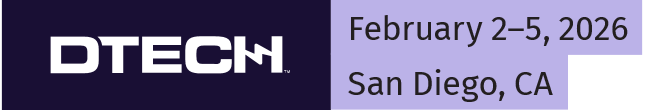 DTECH™
February 2–5, 2026
San Diego, CA